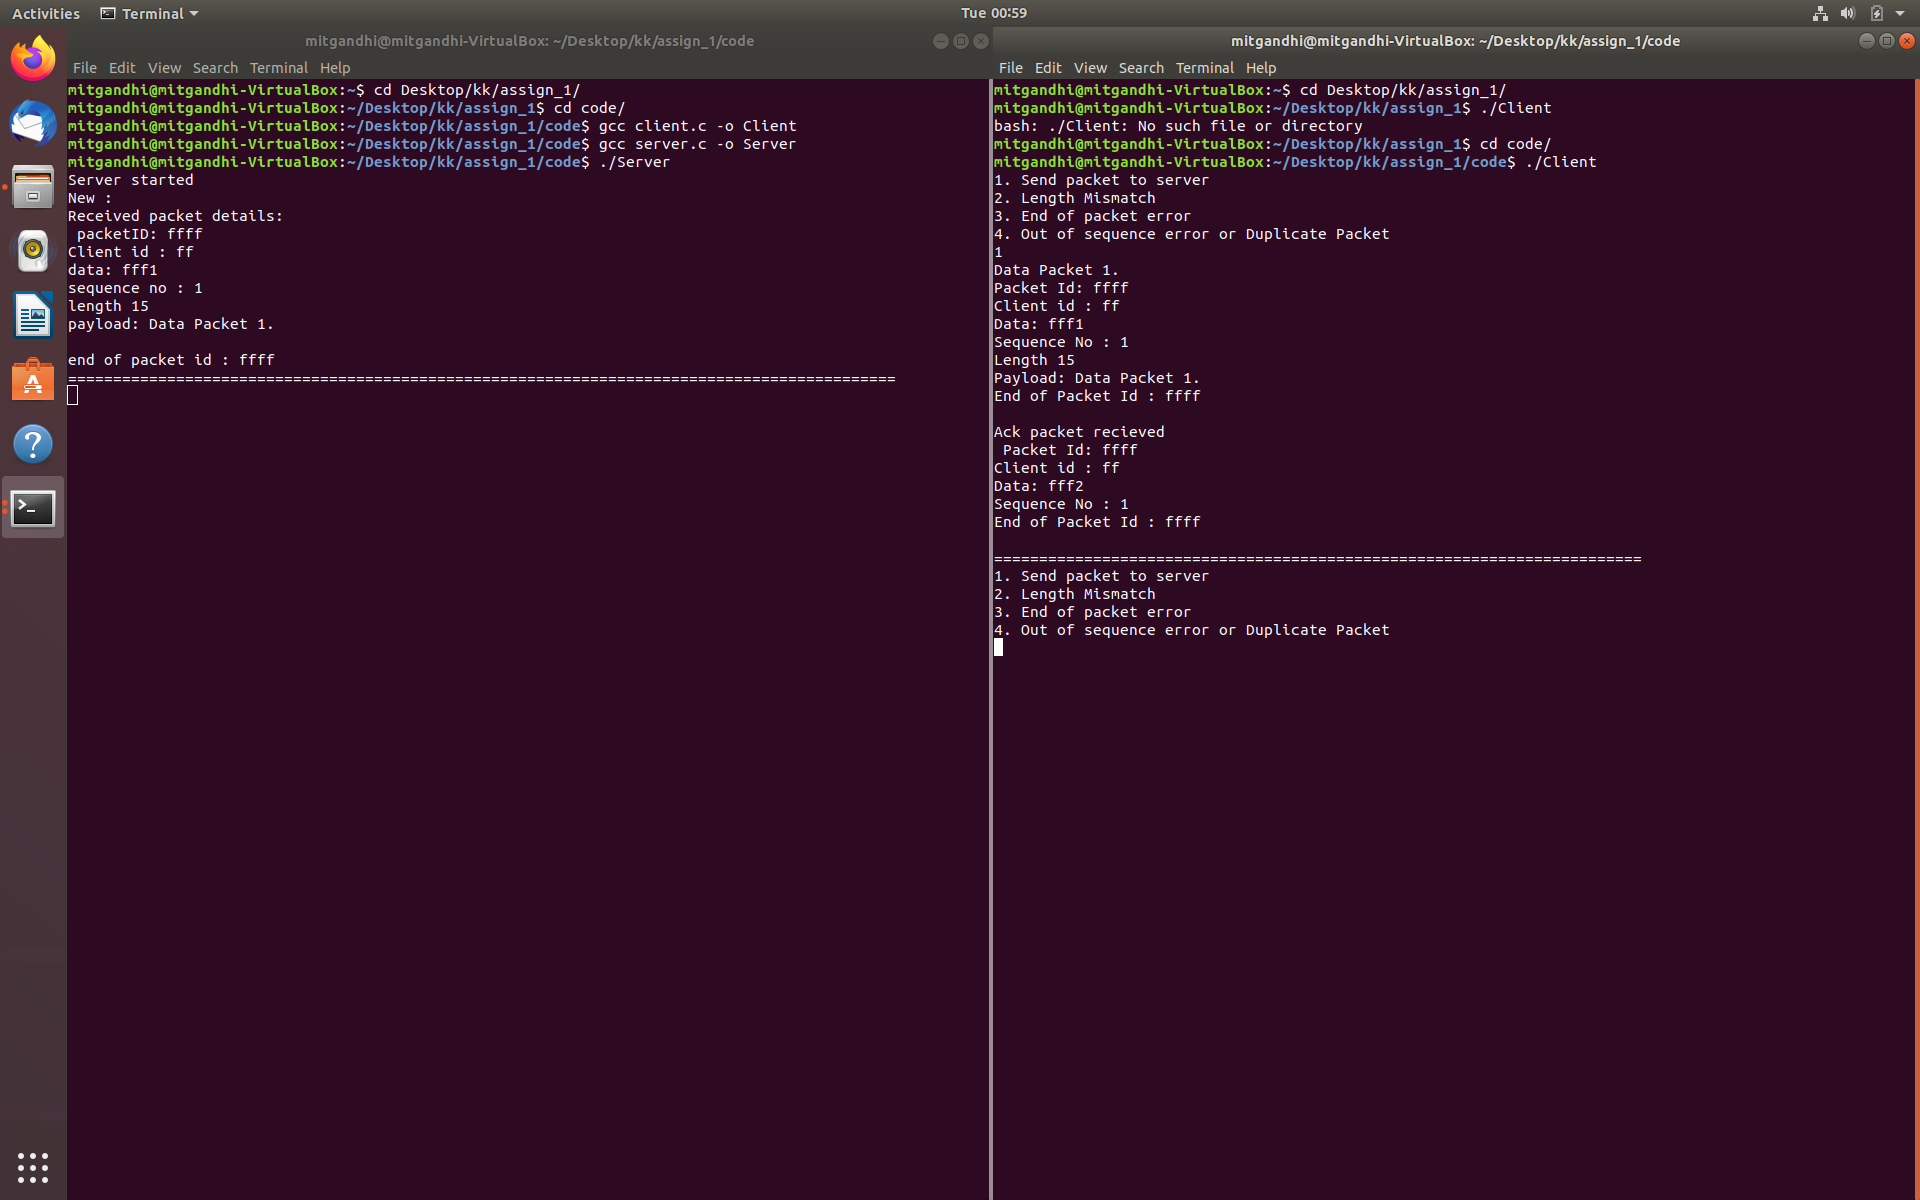 Activities Terminal Tue 00:59
mitgandhi@mitgandhi-VirtualBox: ~/Desktop/kk/assign_1/code
File Edit View Search Terminal Help
mitgandhi@mitgandhi-VirtualBox:~$ cd Desktop/kk/assign_1/
mitgandhi@mitgandhi-VirtualBox:~/Desktop/kk/assign_1$ cd code/
mitgandhi@mitgandhi-VirtualBox:~/Desktop/kk/assign_1/code$ gcc client.c -o Client
mitgandhi@mitgandhi-VirtualBox:~/Desktop/kk/assign_1/code$ gcc server.c -o Server
mitgandhi@mitgandhi-VirtualBox:~/Desktop/kk/assign_1/code$ ./Server
Server started
New :
Received packet details:
 packetID: ffff
Client id : ff
data: fff1
sequence no : 1
length 15
payload: Data Packet 1.
end of packet id : ffff
============================================================================================
mitgandhi@mitgandhi-VirtualBox: ~/Desktop/kk/assign_1/code
File Edit View Search Terminal Help
mitgandhi@mitgandhi-VirtualBox:~$ cd Desktop/kk/assign_1/
mitgandhi@mitgandhi-VirtualBox:~/Desktop/kk/assign_1$ ./Client
bash: ./Client: No such file or directory
mitgandhi@mitgandhi-VirtualBox:~/Desktop/kk/assign_1$ cd code/
mitgandhi@mitgandhi-VirtualBox:~/Desktop/kk/assign_1/code$ ./Client
1. Send packet to server
2. Length Mismatch
3. End of packet error
4. Out of sequence error or Duplicate Packet
1
Data Packet 1.
Packet Id: ffff
Client id : ff
Data: fff1
Sequence No : 1
Length 15
Payload: Data Packet 1.
End of Packet Id : ffff
Ack packet recieved
 Packet Id: ffff
Client id : ff
Data: fff2
Sequence No : 1
End of Packet Id : ffff
========================================================================
1. Send packet to server
2. Length Mismatch
3. End of packet error
4. Out of sequence error or Duplicate Packet